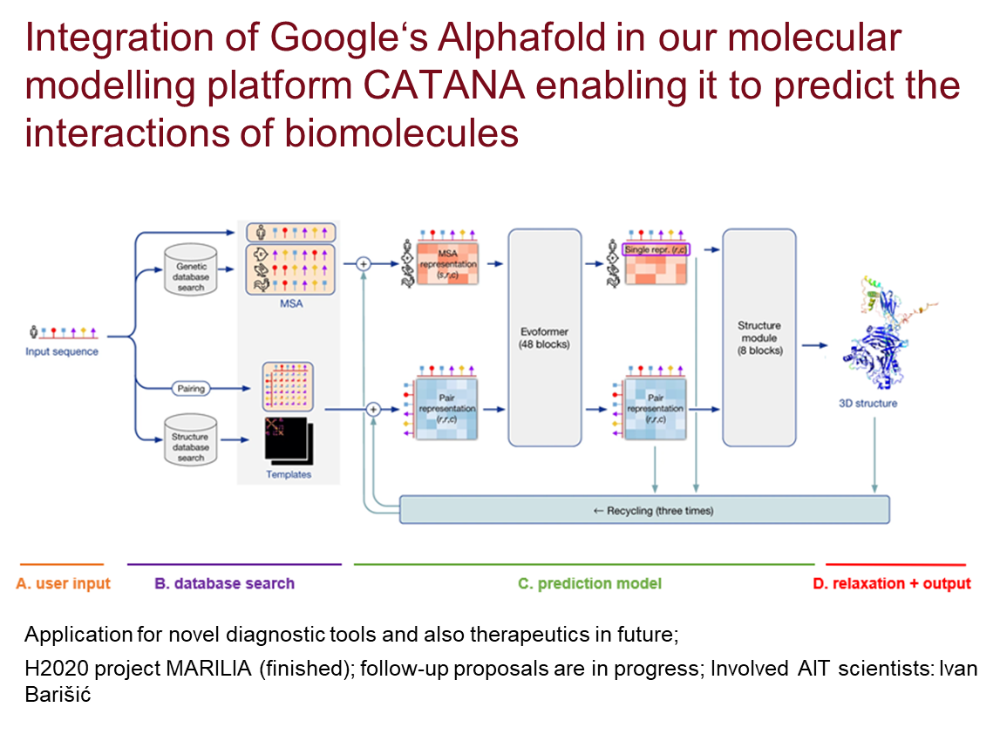 Integration of Google‘s Alphafold in our molecular
modelling platform CATANA enabling it to predict the
interactions of biomolecules
Genetic
database
search
MSA
MSA
representation
(s,r,c)
Single repr. (r,c)
Evoformer
(48 blocks)
Structure
module
(8 blocks)
Input sequence
Pairing
Pair
representation
(r,r,c)
Pair
representation
(r,r,c)
3D structure
Structure
database
search
Templates
← Recycling (three times)
A. user input
B. database search
C. prediction model
D. relaxation + output
Application for novel diagnostic tools and also therapeutics in future;
H2020 project MARILIA (finished); follow-up proposals are in progress; Involved AIT scientists: Ivan
Barišić